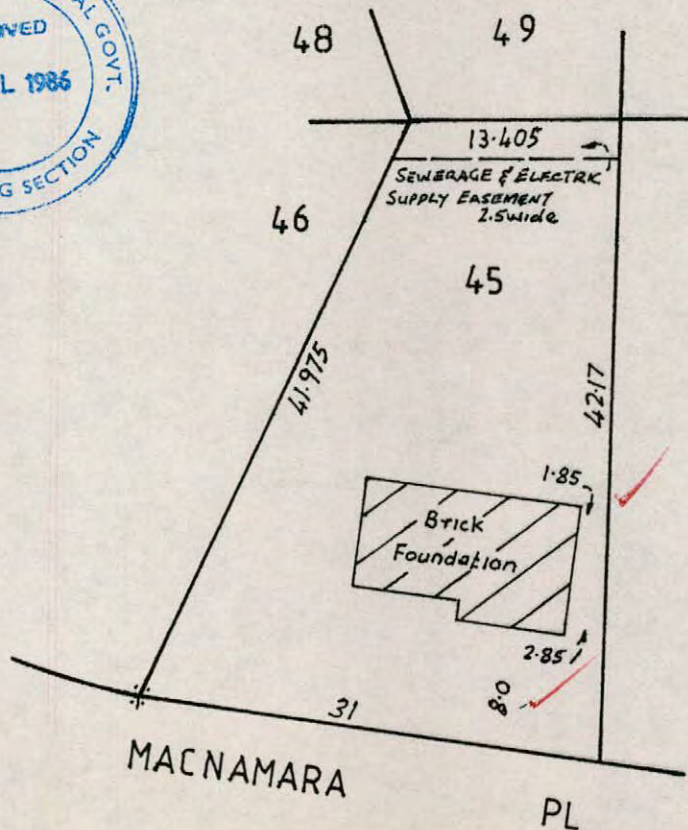 AL GOVT.
L 1986
G SECTION
48
49
13.405
SEWERAGE & ELECTRIC
SUPPLY EASEMENT
2.5 wide
46
45
41.975
42.17
1.85
Brick
Foundation
2.85
8.0
31
MACNAMARA
PL